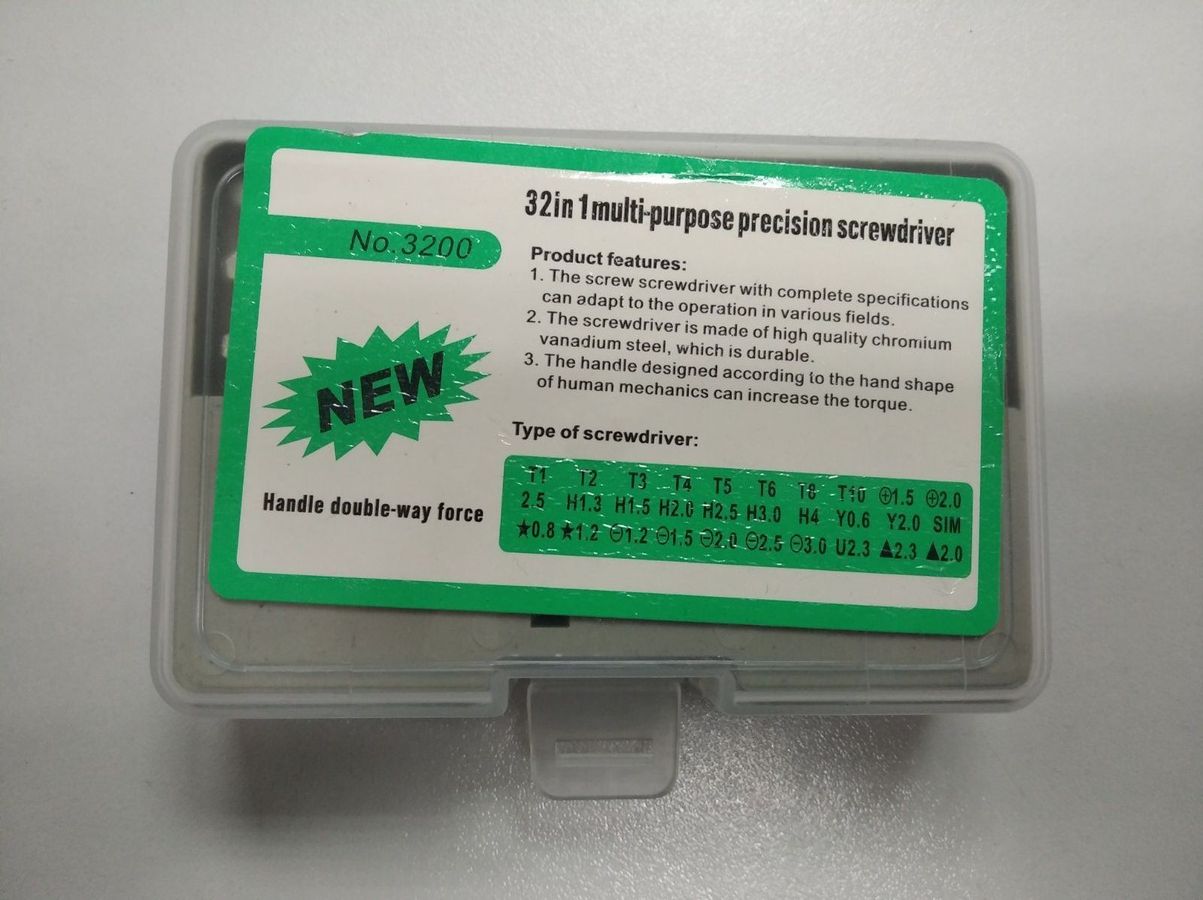 32in1multi-purpose precision screwdriver
No.3200
Product features:
1. The screw screwdriver with complete specifications
can adapt to the operation in various fields.
2. The screwdriver is made of high quality chromium
vanadium steel, which is durable.
3. The handle designed according to the hand shape
of human mechanics can increase the torque.
NEW
Handle double-way force
Type of screwdriver:
T1 T2 T3 T4 T5 T6 T8 T10 ⊕1.5 ⊕2.0
2.5 H1.3 H1.5 H2.0 H2.5 H3.0 H4 Y0.6 Y2.0 SIM
★0.8 ★1.2 ⊖1.2 ⊖1.5 ⊖2.0 ⊖2.5 ⊖3.0 U2.3 ▲2.3 ▲2.0